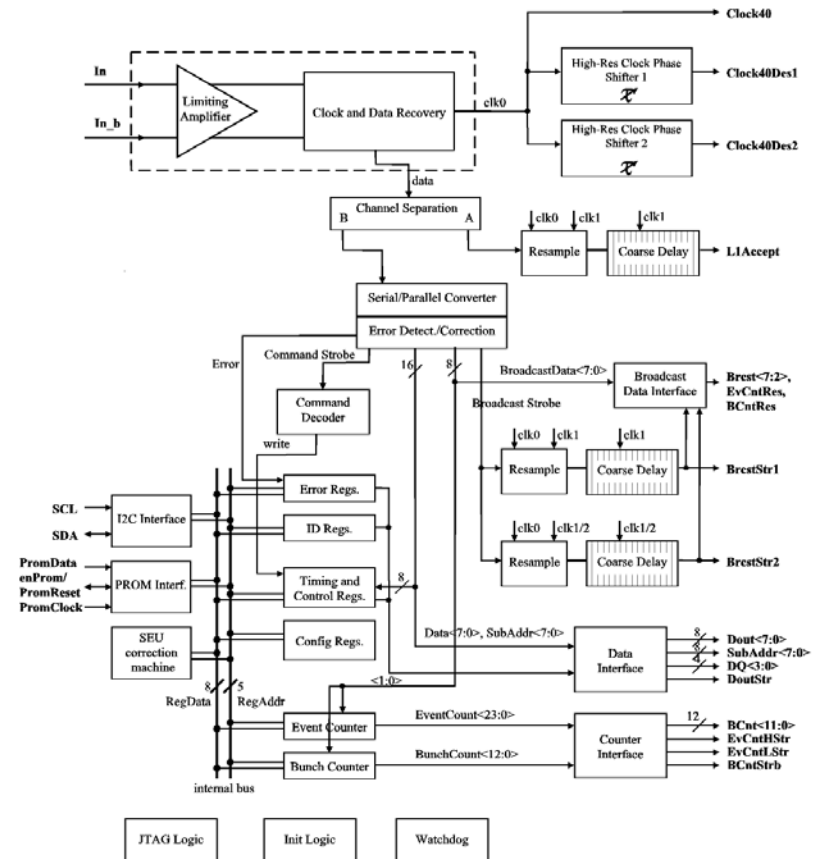 Clock40
In
High-Res Clock Phase
Shifter 1
Clock40Des1
Limiting
Amplifier
Clock and Data Recovery
clk0
In_b
High-Res Clock Phase
Shifter 2
Clock40Des2
data
Channel Separation
B
A
clk0
clk1
clk1
Resample
Coarse Delay
L1Accept
Serial/Parallel Converter
Error Detect./Correction
Error
Command Strobe
16
8
BroadcastData<7:0>
Broadcast
Data Interface
Brcst<7:2>,
EvCntRes,
BCntRes
Command
Decoder
Broadcast Strobe
write
clk0
clk1
clk1
Resample
Coarse Delay
BrcstStr1
Error Regs.
SCL
I2C Interface
SDA
ID Regs.
clk0
clk1/2
clk1/2
Resample
Coarse Delay
BrcstStr2
PromData
enProm/
PromReset
PromClock
PROM Interf.
Timing and
Control Regs.
8
SEU
correction
machine
Config Regs.
Data<7:0>, SubAddr<7:0>
Data
Interface
8
Dout<7:0>
8
SubAddr<7:0>
4
DQ<3:0>
DoutStr
<1:0>
8
5
RegData
RegAddr
Event Counter
EventCount<23:0>
Counter
Interface
12
BCnt<11:0>
EvCntHStr
EvCntLStr
BCntStrb
Bunch Counter
BunchCount<12:0>
internal bus
JTAG Logic
Init Logic
Watchdog